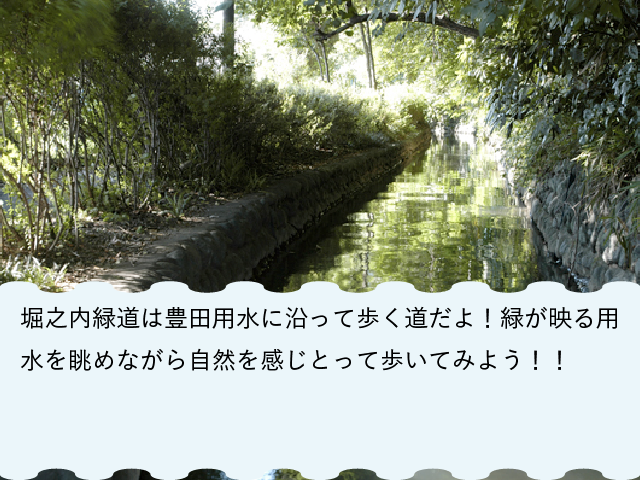 堀之内緑道は豊田用水に沿って歩く道だよ！緑が映る用
水を眺めながら自然を感じとって歩いてみよう！！